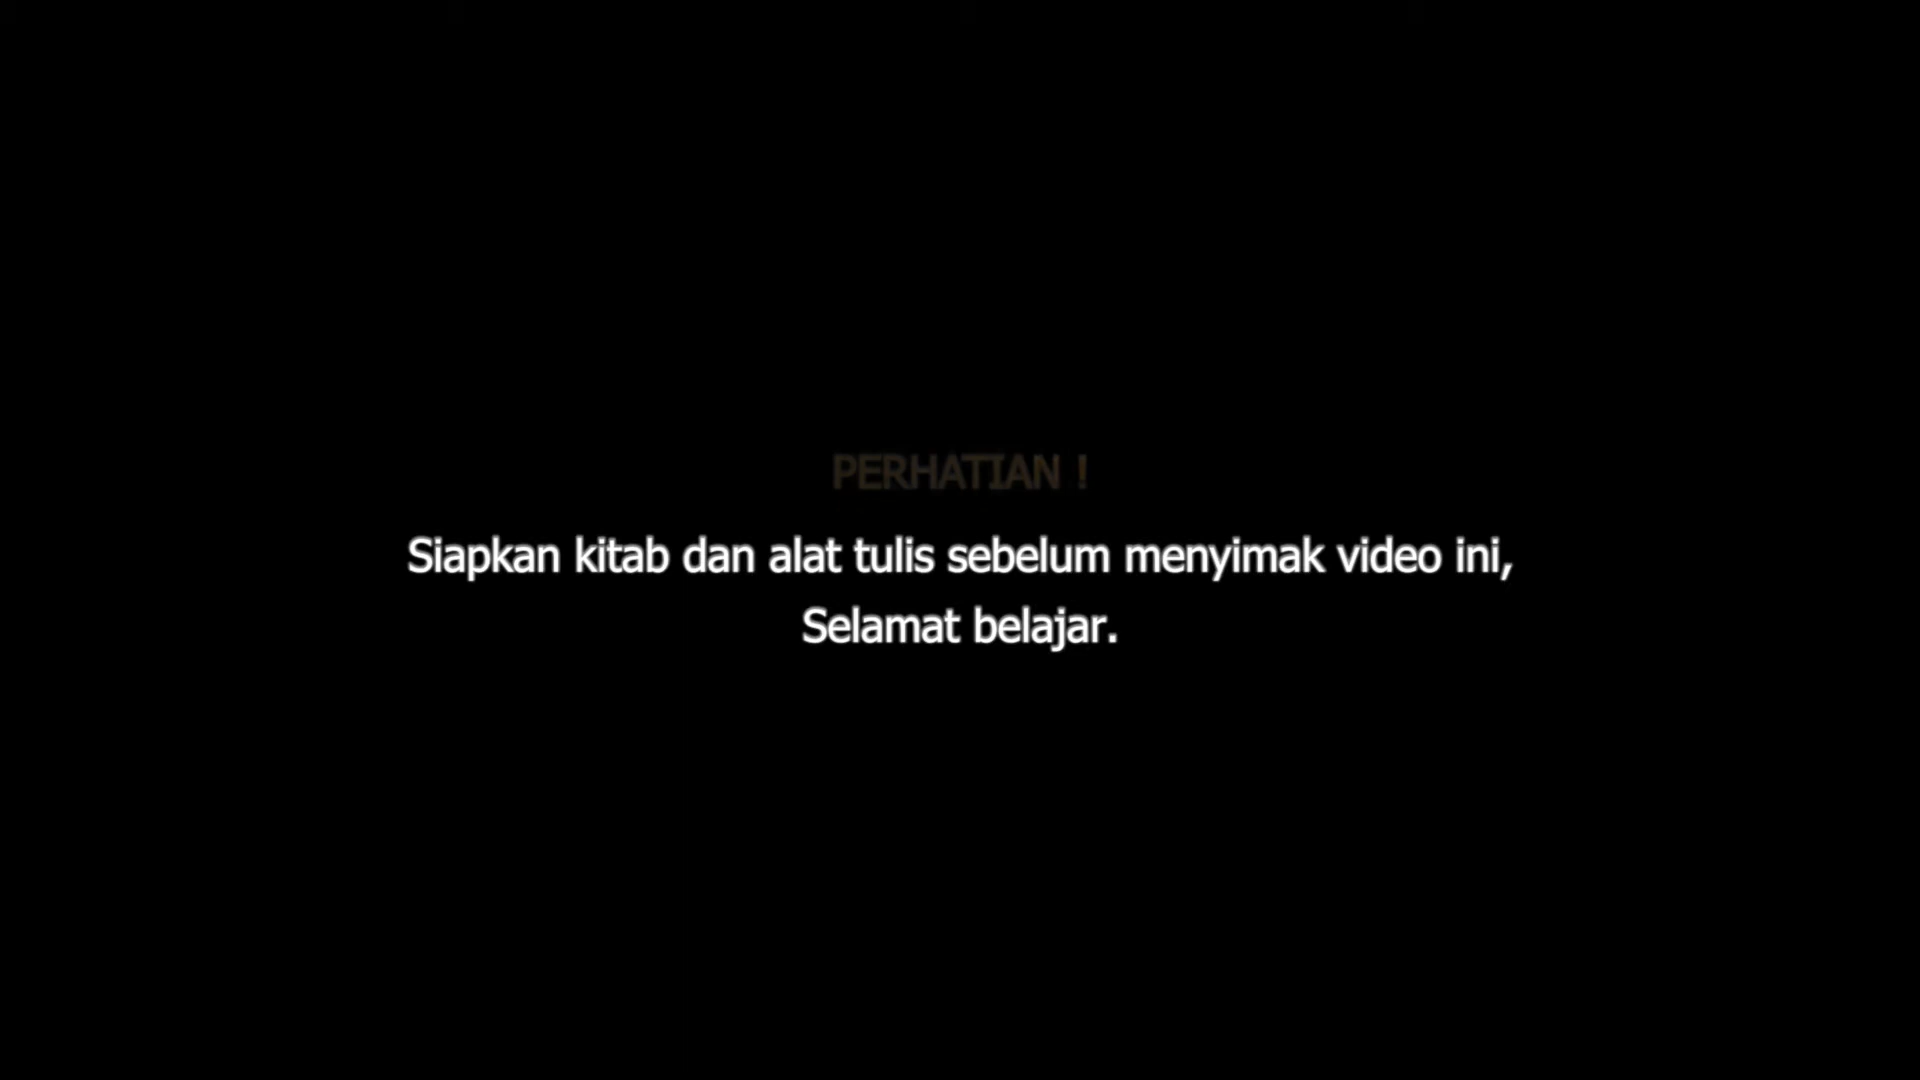 PERHATIAN !
Siapkan kitab dan alat tulis sebelum menyimak video ini,
Selamat belajar.